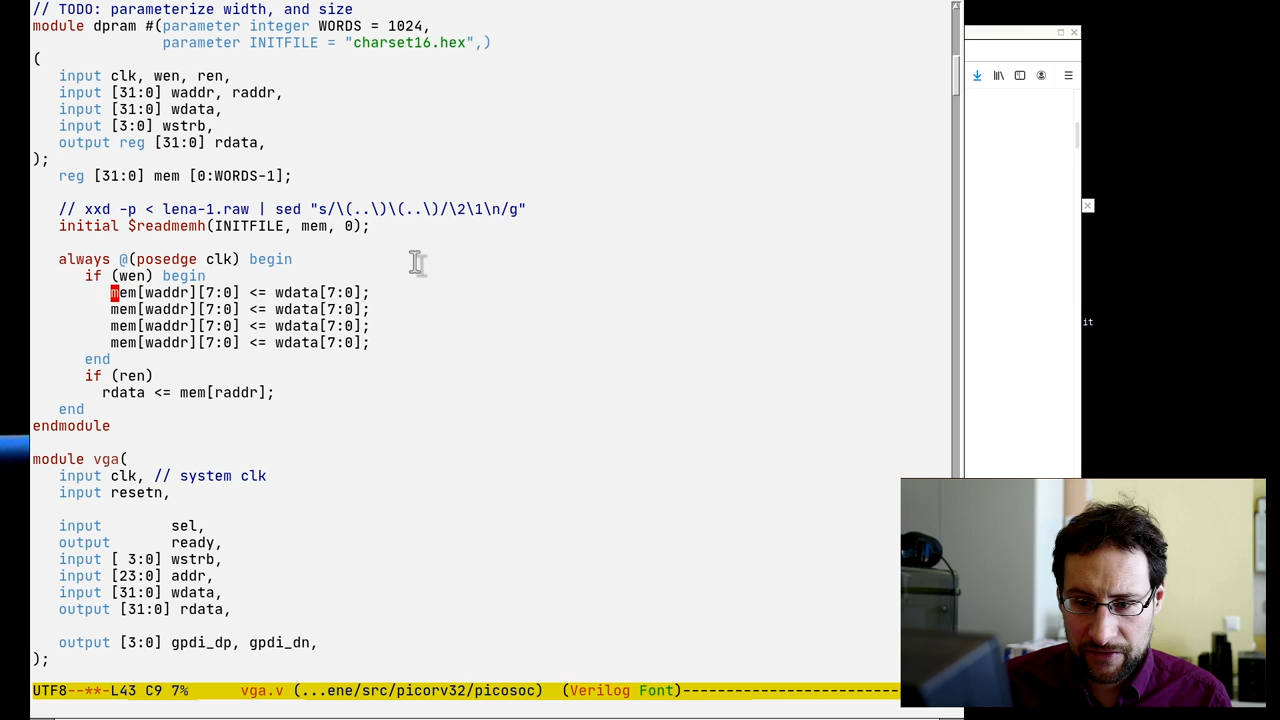 // TODO: parameterize width, and size
module dpram #(parameter integer WORDS = 1024,
               parameter INITFILE = "charset16.hex",)
(
   input clk, wen, ren,
   input [31:0] waddr, raddr,
   input [31:0] wdata,
   input [3:0] wstrb,
   output reg [31:0] rdata,
);
   reg [31:0] mem [0:WORDS-1];
   // xxd -p < lena-1.raw | sed "s/\(..\)\(..\)/\2\1\n/g"
   initial $readmemh(INITFILE, mem, 0);
   always @(posedge clk) begin
      if (wen) begin
         mem[waddr][7:0] <= wdata[7:0];
         mem[waddr][7:0] <= wdata[7:0];
         mem[waddr][7:0] <= wdata[7:0];
         mem[waddr][7:0] <= wdata[7:0];
      end
      if (ren)
        rdata <= mem[raddr];
   end
endmodule
module vga(
   input clk, // system clk
   input resetn,
   input        sel,
   output       ready,
   input [ 3:0] wstrb,
   input [23:0] addr,
   input [31:0] wdata,
   output [31:0] rdata,
   output [3:0] gpdi_dp, gpdi_dn,
);
UTF8--**-L43 C9 7%     vga.v (...ene/src/picorv32/picosoc)  (Verilog Font)-------------------------
it